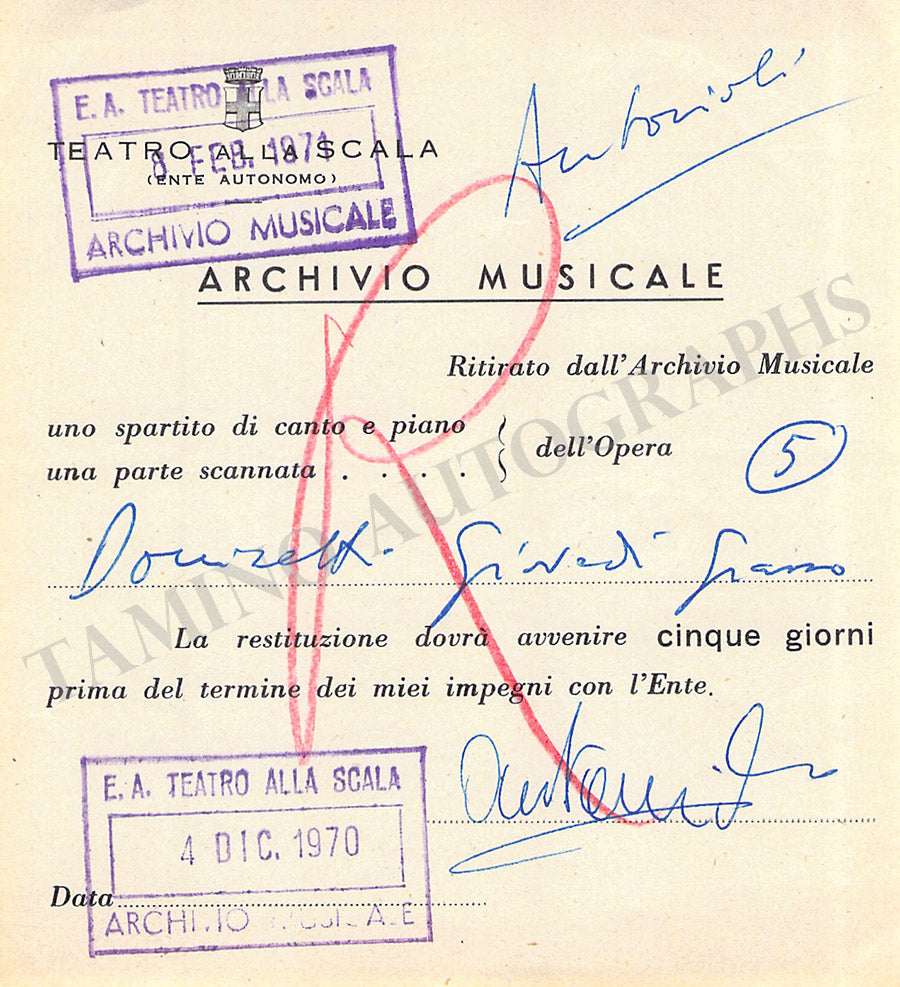 E. A. TEATRO ALLA SCALA
8 FEB. 1971
ARCHIVIO MUSICALE
TEATRO ALLA SCALA
(ENTE AUTONOMO)
Antonioli
ARCHIVIO MUSICALE
Ritirato dall'Archivio Musicale
uno spartito di canto e piano
una parte scannata . . . .
dell'Opera
5
Donizetti - Giovedì Grasso
La restituzione dovrà avvenire cinque giorni
prima del termine dei miei impegni con l'Ente.
R
E. A. TEATRO ALLA SCALA
4 DIC. 1970
ARCHIVIO MUSICALE
Data
TAMINO AUTOGRAPHS